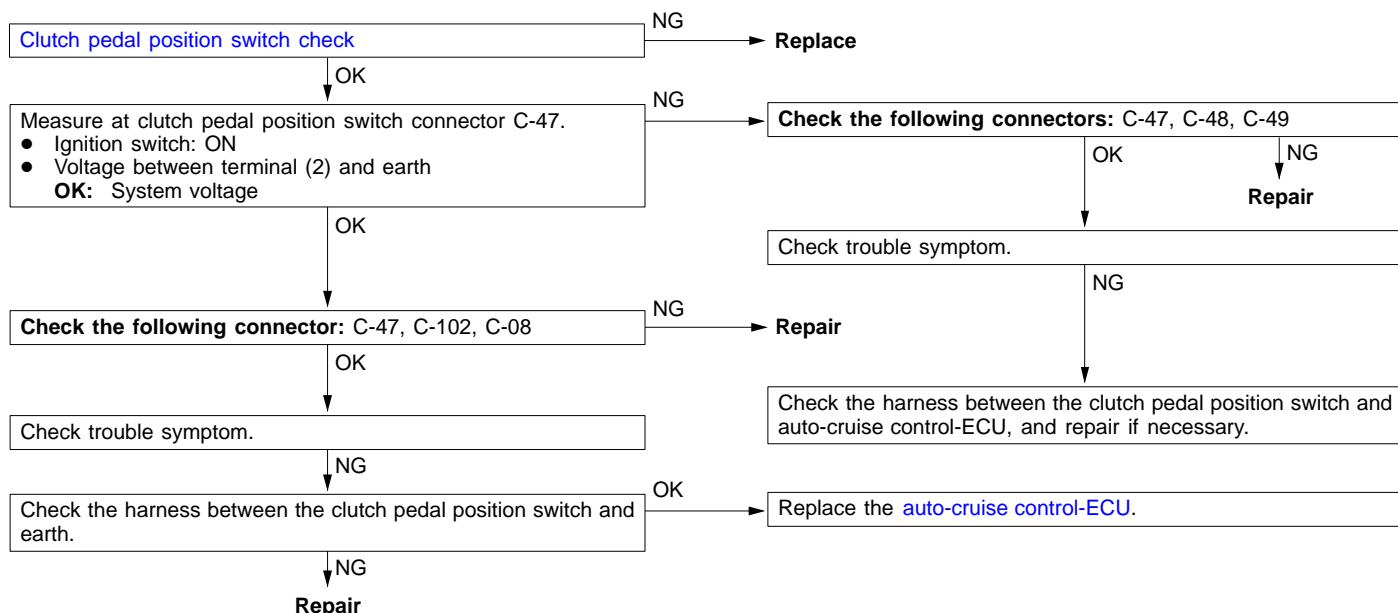 Clutch pedal position switch check
NG
Replace
OK
Measure at clutch pedal position switch connector C-47.
● Ignition switch: ON
● Voltage between terminal (2) and earth
OK: System voltage
NG
Check the following connectors: C-47, C-48, C-49
OK
NG
Repair
Check trouble symptom.
NG
Check the harness between the clutch pedal position switch and
auto-cruise control-ECU, and repair if necessary.
OK
Check the following connector: C-47, C-102, C-08
NG
Repair
OK
Check trouble symptom.
NG
Check the harness between the clutch pedal position switch and
earth.
OK
Replace the auto-cruise control-ECU.
NG
Repair